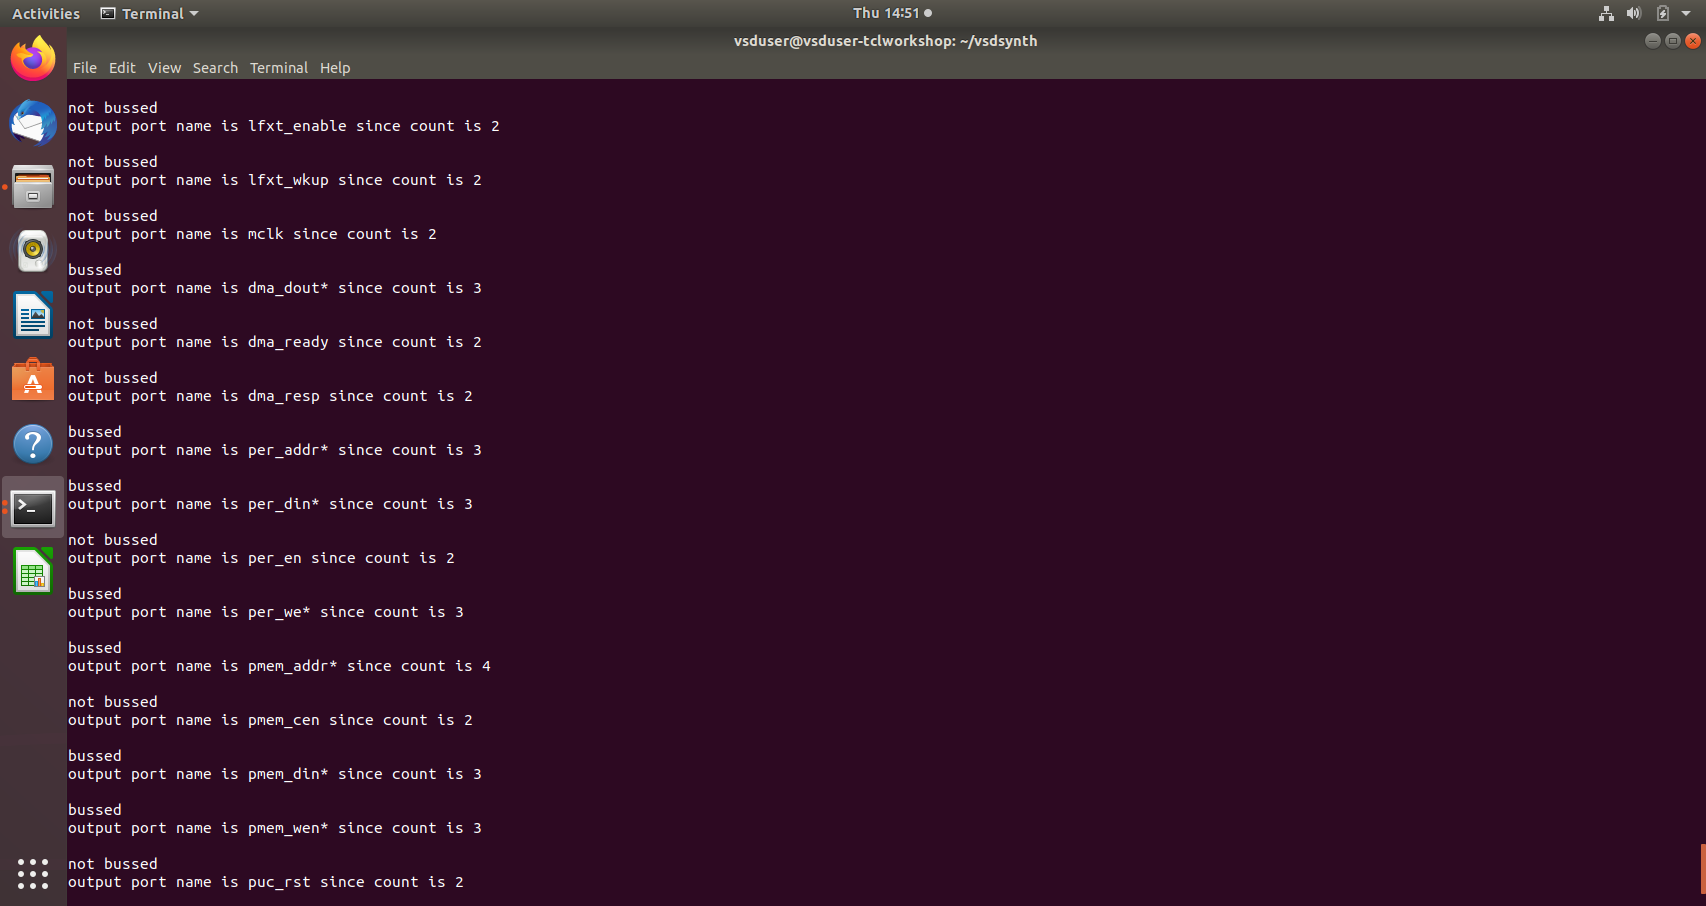 Activities Terminal Thu 14:51
vsduser@vsduser-tclworkshop: ~/vsdsynth
File Edit View Search Terminal Help
not bussed
output port name is lfxt_enable since count is 2
not bussed
output port name is lfxt_wkup since count is 2
not bussed
output port name is mclk since count is 2
bussed
output port name is dma_dout* since count is 3
not bussed
output port name is dma_ready since count is 2
not bussed
output port name is dma_resp since count is 2
bussed
output port name is per_addr* since count is 3
bussed
output port name is per_din* since count is 3
not bussed
output port name is per_en since count is 2
bussed
output port name is per_we* since count is 3
bussed
output port name is pmem_addr* since count is 4
not bussed
output port name is pmem_cen since count is 2
bussed
output port name is pmem_din* since count is 3
bussed
output port name is pmem_wen* since count is 3
not bussed
output port name is puc_rst since count is 2